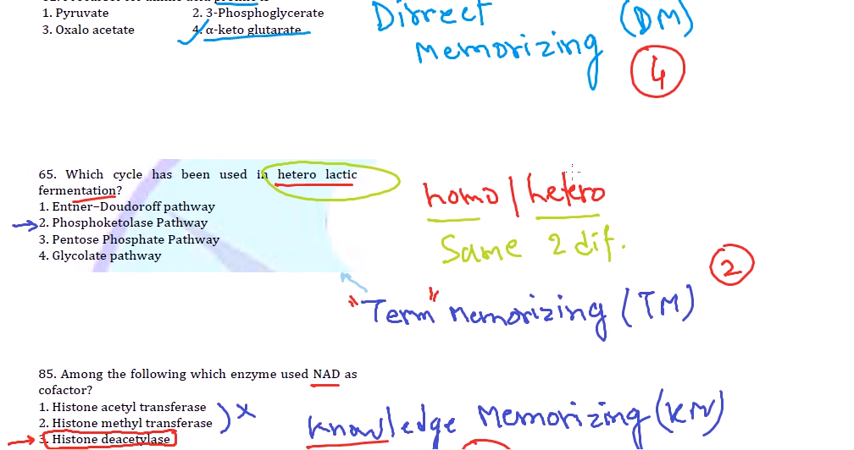 1. Pyruvate 2. 3-Phosphoglycerate
3. Oxalo acetate 4. α-keto glutarate
Dirrect (DM)
Memorizing
4
65. Which cycle has been used in hetero lactic
fermentation?
1. Entner–Doudoroff pathway
2. Phosphoketolase Pathway
3. Pentose Phosphate Pathway
4. Glycolate pathway
homo | hetero
Same 2 dif.
2
"Term" Memorizing (TM)
85. Among the following which enzyme used NAD as
cofactor?
1. Histone acetyl transferase
2. Histone methyl transferase
3. Histone deacetylase
) x
Knowledge Memorizing (KM)